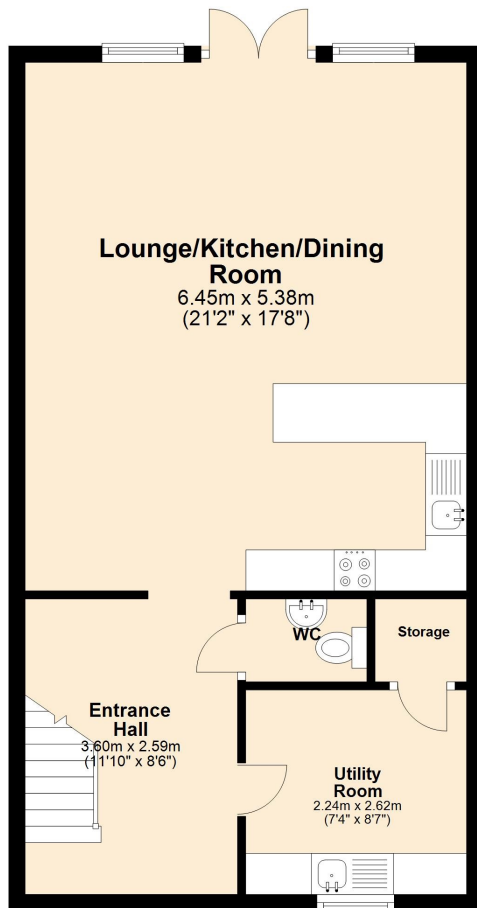 Lounge/Kitchen/Dining
Room
6.45m x 5.38m
(21'2" x 17'8")
WC
Storage
Entrance
Hall
3.60m x 2.59m
(11'10" x 8'6")
Utility
Room
2.24m x 2.62m
(7'4" x 8'7")